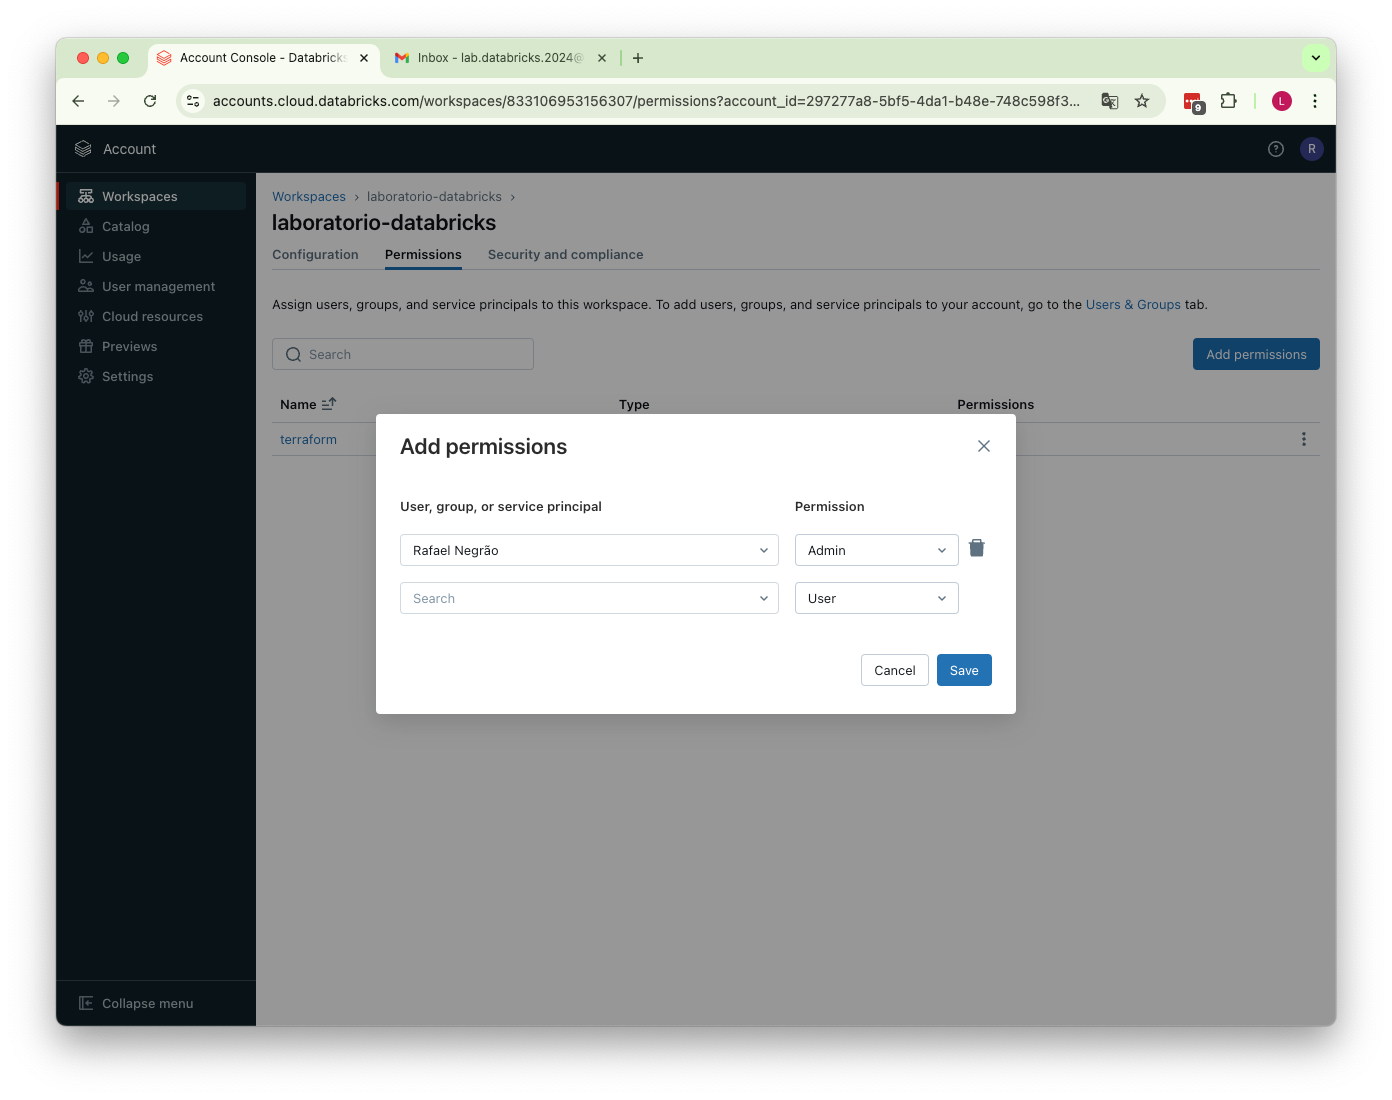 Account Console - Databricks
Inbox - lab.databricks.2024@
accounts.cloud.databricks.com/workspaces/833106953156307/permissions?account_id=297277a8-5bf5-4da1-b48e-748c598f3...
9
L
Account
R
Workspaces
Catalog
Usage
User management
Cloud resources
Previews
Settings
Collapse menu
Workspaces › laboratorio-databricks ›
laboratorio-databricks
Configuration Permissions Security and compliance
Assign users, groups, and service principals to this workspace. To add users, groups, and service principals to your account, go to the Users & Groups tab.
Search
Add permissions
Name Type Permissions
terraform
Add permissions
User, group, or service principal Permission
Rafael Negrão Admin
Search User
Cancel Save